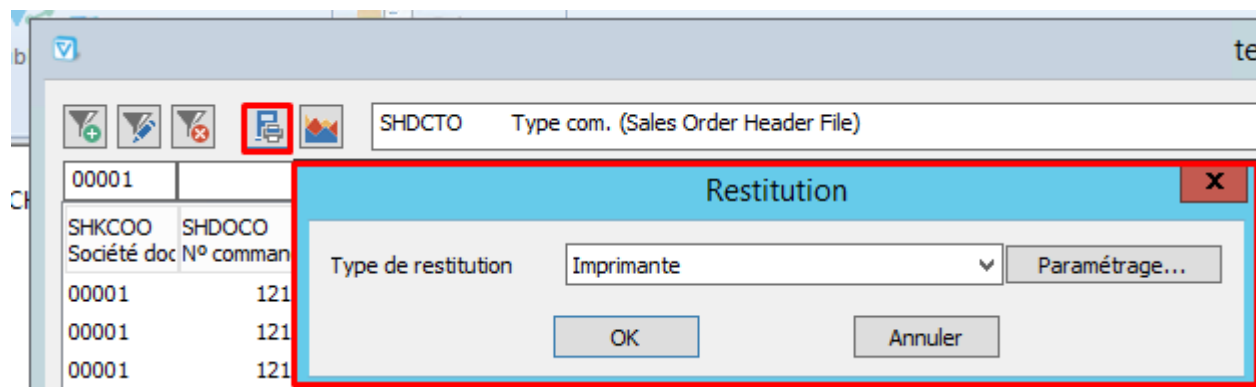 te
SHDCTO Type com. (Sales Order Header File)
00001
Restitution
X
SHKCOO SHDOCO
Société doc Nº comman
Type de restitution Imprimante Paramétrage...
00001 121
00001 121
OK Annuler
00001 121